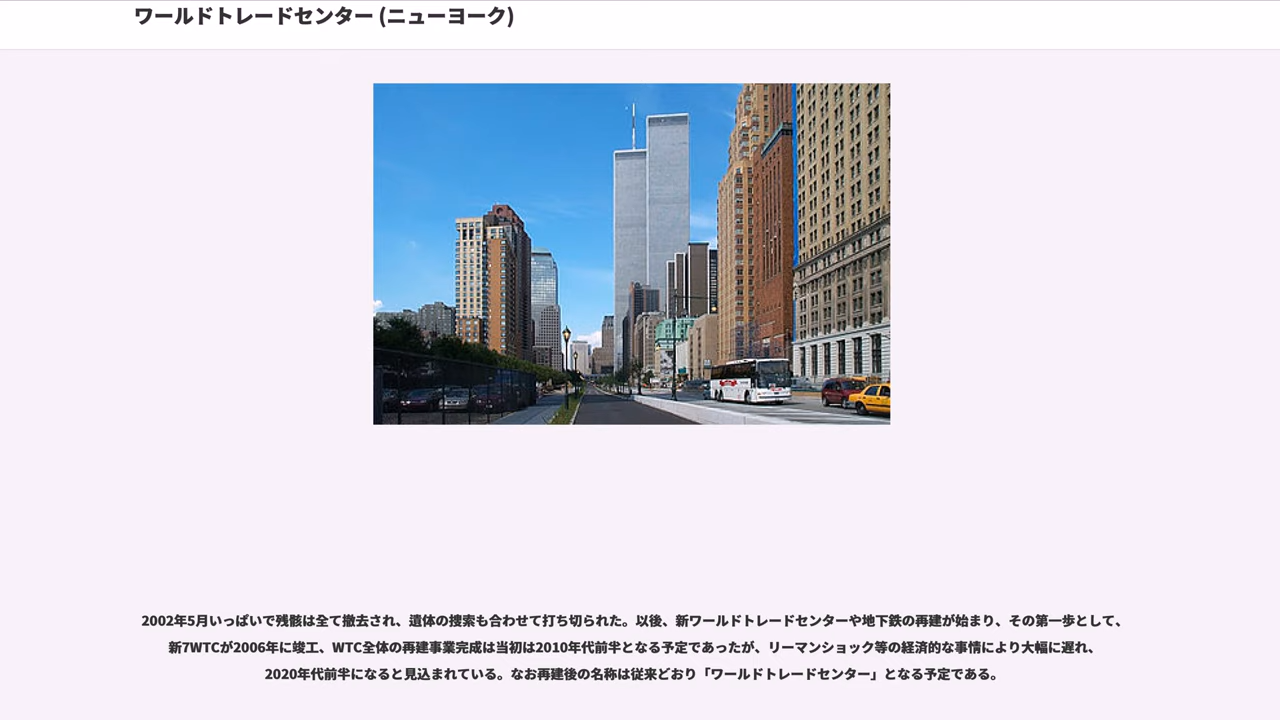 ワールドトレードセンター (ニューヨーク)
2002年5月いっぱいで残骸は全て撤去され、遺体の捜索も合わせて打ち切られた。以後、新ワールドトレードセンターや地下鉄の再建が始まり、その第一歩として、
新7WTCが2006年に竣工、WTC全体の再建事業完成は当初は2010年代前半となる予定であったが、リーマンショック等の経済的な事情により大幅に遅れ、
2020年代前半になると見込まれている。なお再建後の名称は従来どおり「ワールドトレードセンター」となる予定である。